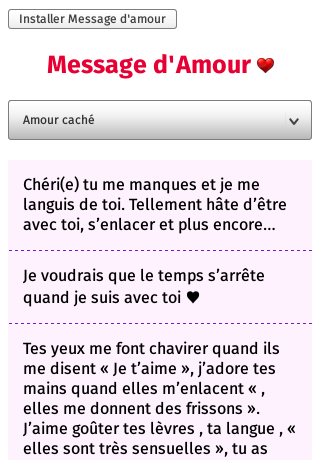 Installer Message d'amour
Message d'Amour
Amour caché
Chéri(e) tu me manques et je me
languis de toi. Tellement hâte d’être
avec toi, s’enlacer et plus encore...
Je voudrais que le temps s’arrête
quand je suis avec toi ♥
Tes yeux me font chavirer quand ils
me disent « Je t’aime », j’adore tes
mains quand elles m’enlacent « ,
elles me donnent des frissons ».
J’aime goûter tes lèvres , ta langue , «
elles sont très sensuelles », tu as